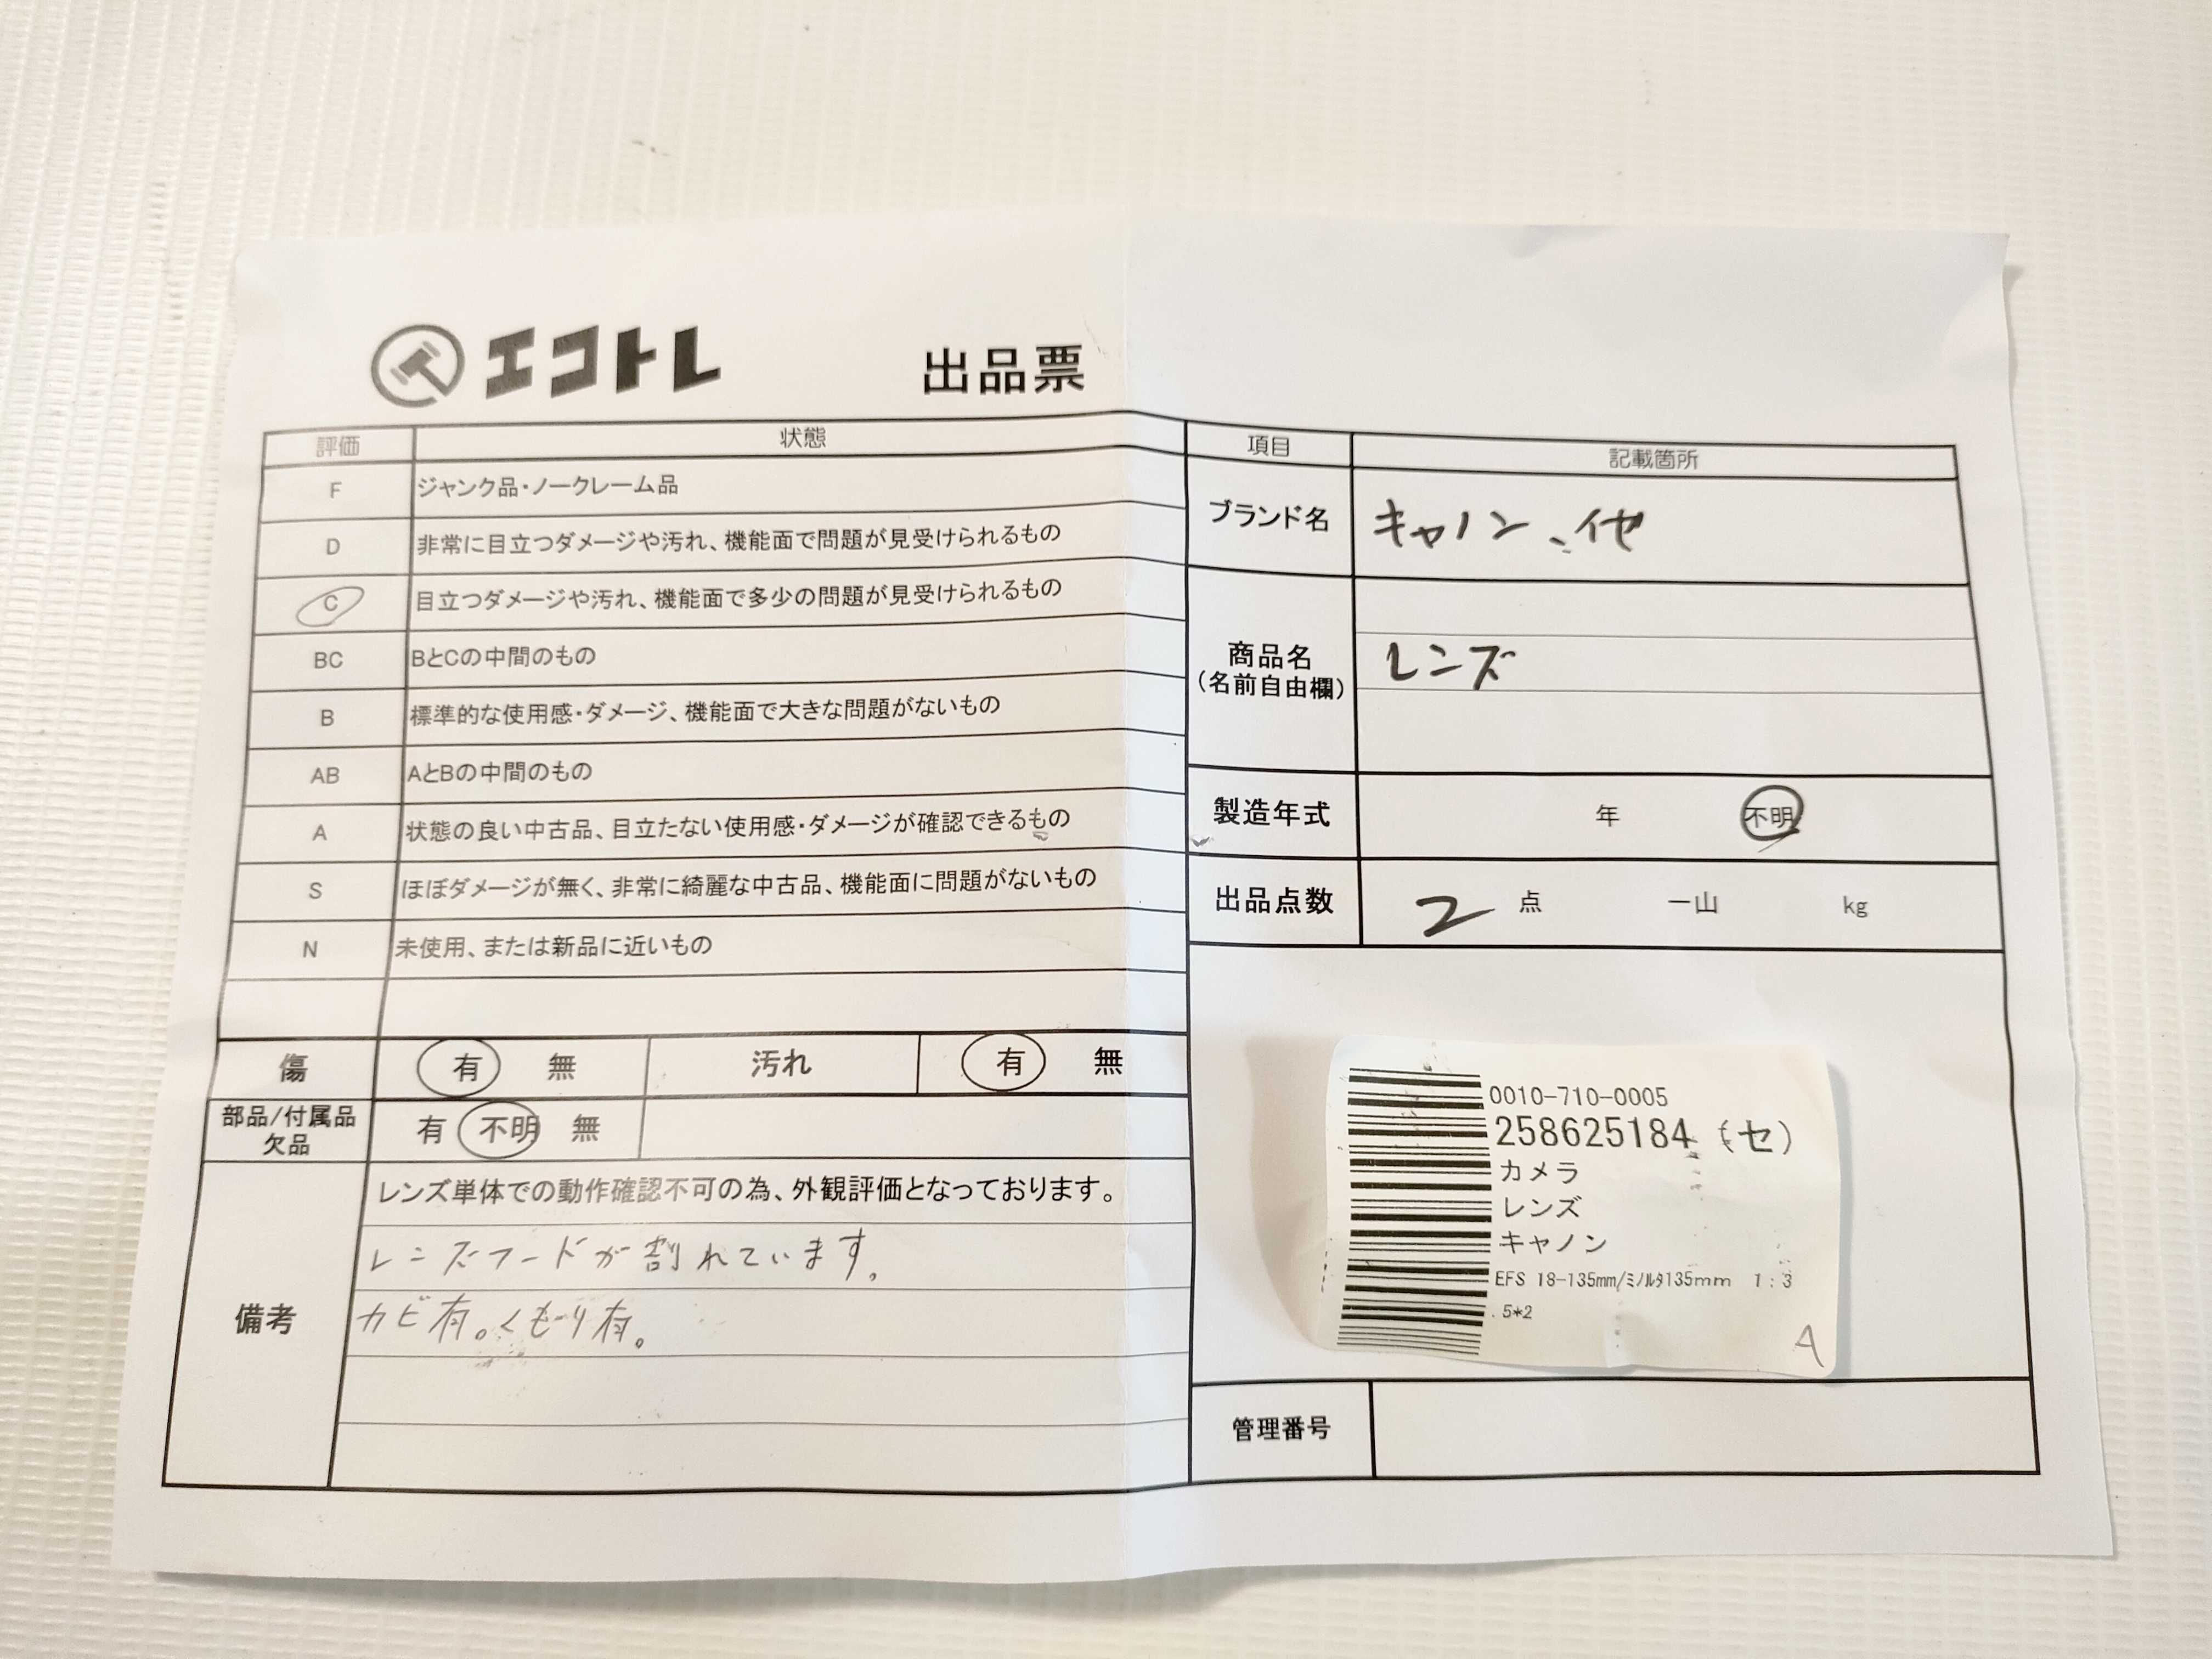 エコトレ 出品票
評価 状態
F ジャンク品・ノークレーム品
D 非常に目立つダメージや汚れ、機能面で問題が見受けられるもの
C 目立つダメージや汚れ、機能面で多少の問題が見受けられるもの
BC BとCの中間のもの
B 標準的な使用感・ダメージ、機能面で大きな問題がないもの
AB AとBの中間のもの
A 状態の良い中古品、目立たない使用感・ダメージが確認できるもの
S ほぼダメージが無く、非常に綺麗な中古品、機能面に問題がないもの
N 未使用、または新品に近いもの
傷 有 無 汚れ 有 無
部品/付属品
欠品
有 不明 無
備考
レンズ単体での動作確認不可の為、外観評価となっております。
レンズフードが割れています。
カビ有。くもり有。
項目 記載箇所
ブランド名 キャノン、他
商品名
(名前自由欄)
レンズ
製造年式 年 不明
出品点数 2 点 一山 kg
0010-710-0005
258625184 (セ)
カメラ
レンズ
キャノン
EFS 18-135mm/ミノルタ135mm 1:3
.5*2
A
管理番号